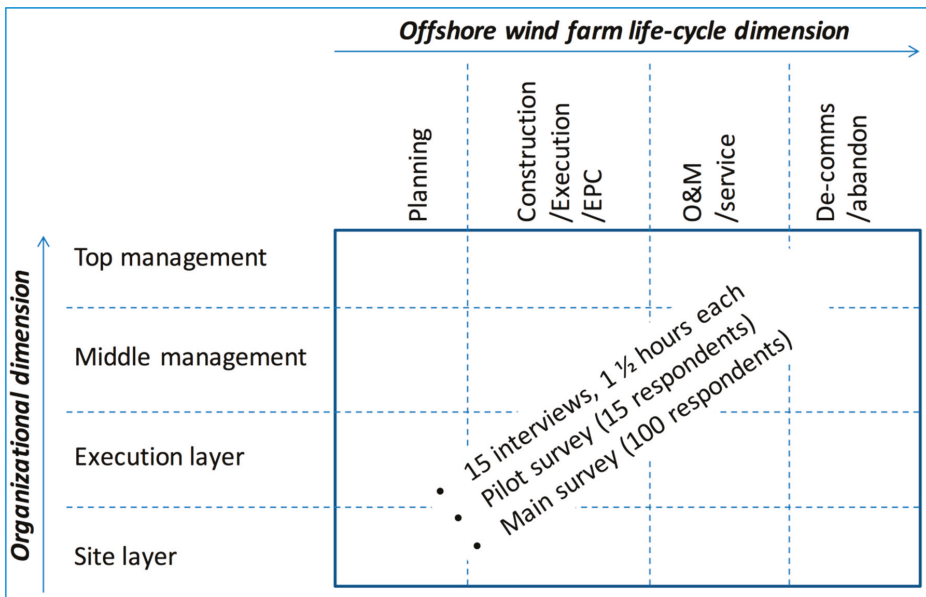 Offshore wind farm life-cycle dimension
Planning
Construction
/Execution
/EPC
O&M
/service
De-comms
/abandon
Organizational dimension
Top management
Middle management
Execution layer
Site layer
• 15 interviews, 1 ½ hours each
• Pilot survey (15 respondents)
• Main survey (100 respondents)